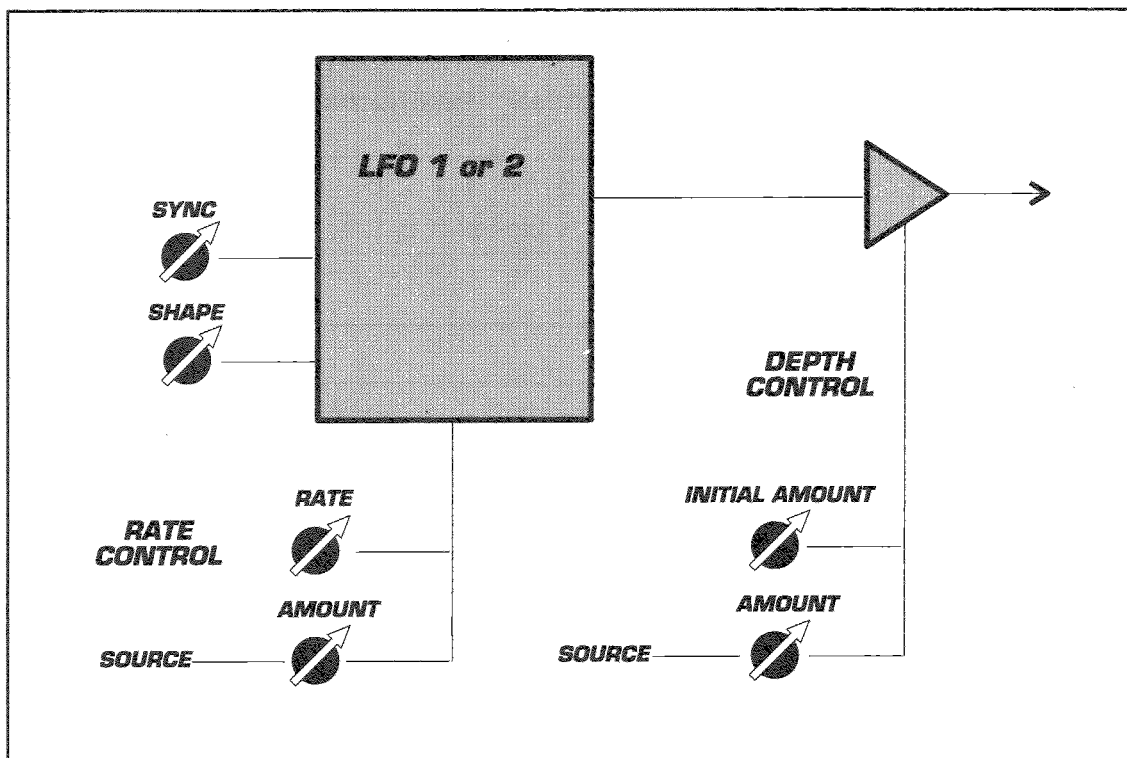 LFO 1 or 2
SYNC
SHAPE
DEPTH
CONTROL
RATE
INITIAL AMOUNT
RATE
CONTROL
AMOUNT
AMOUNT
SOURCE
SOURCE